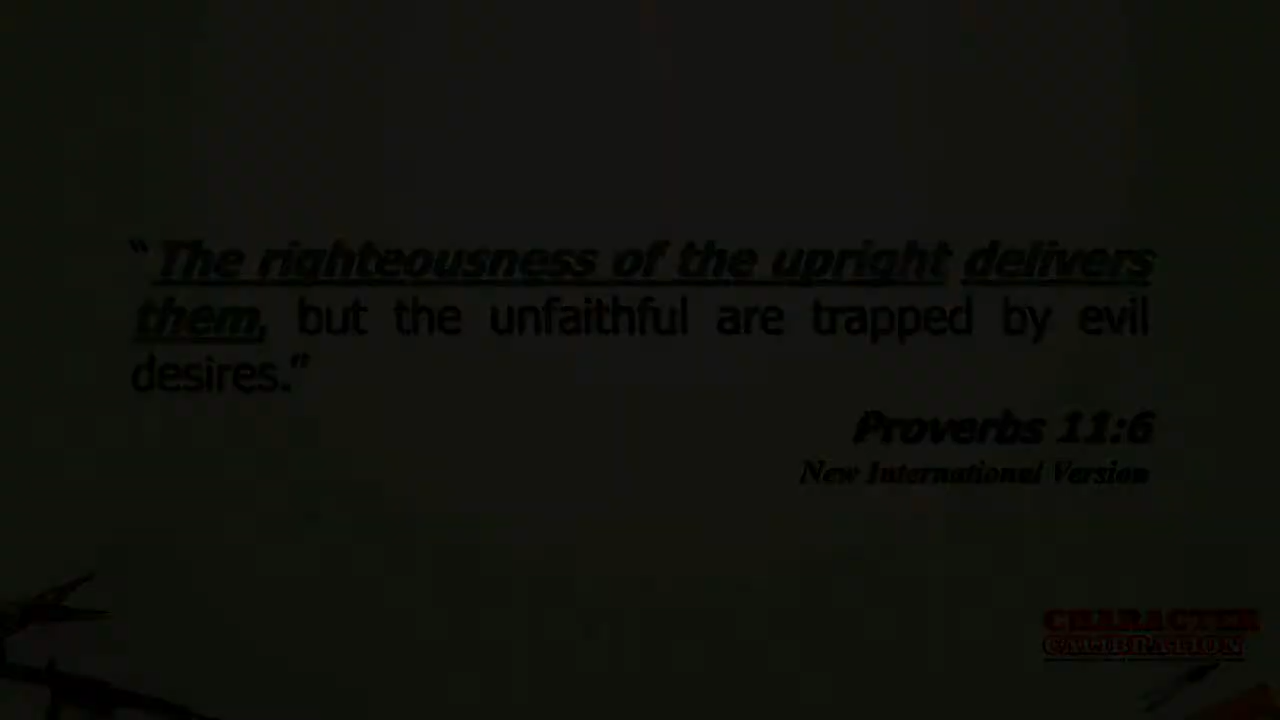 “The righteousness of the upright delivers
them, but the unfaithful are trapped by evil
desires.”
Proverbs 11:6
New International Version
CHARACTER
CALIBRATION